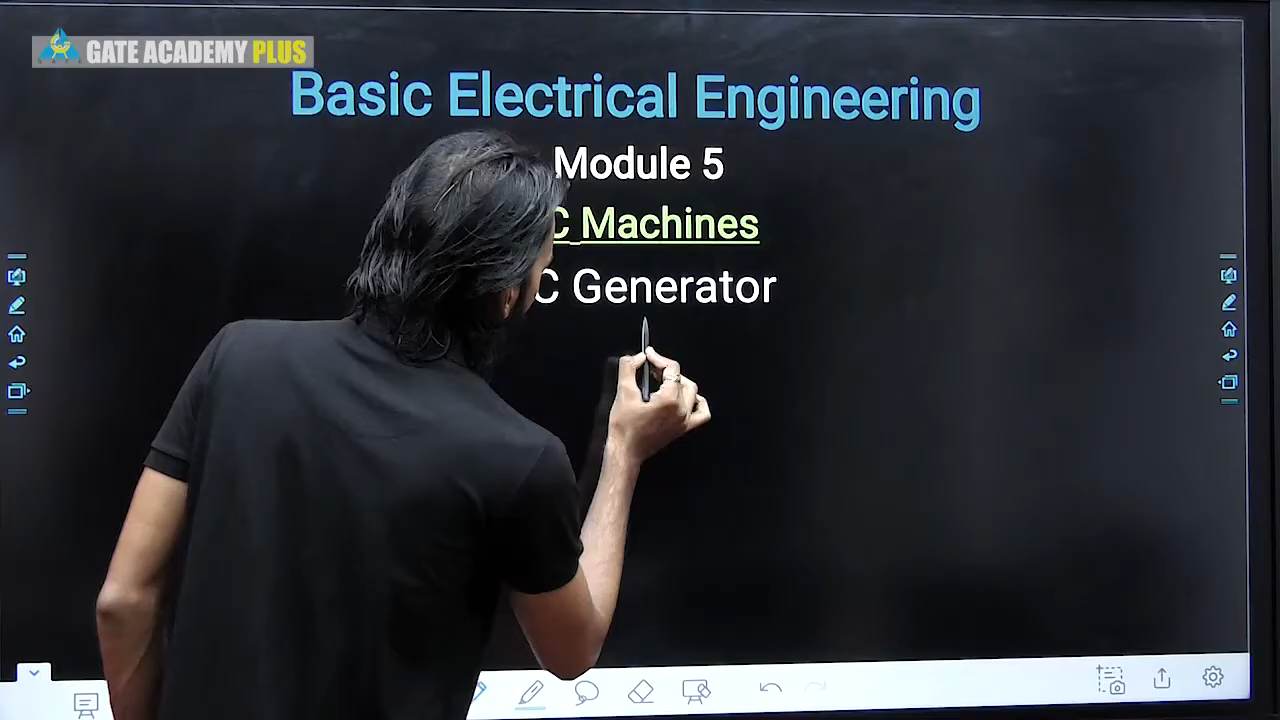 GATE ACADEMY PLUS
Basic Electrical Engineering
Module 5
C Machines
C Generator